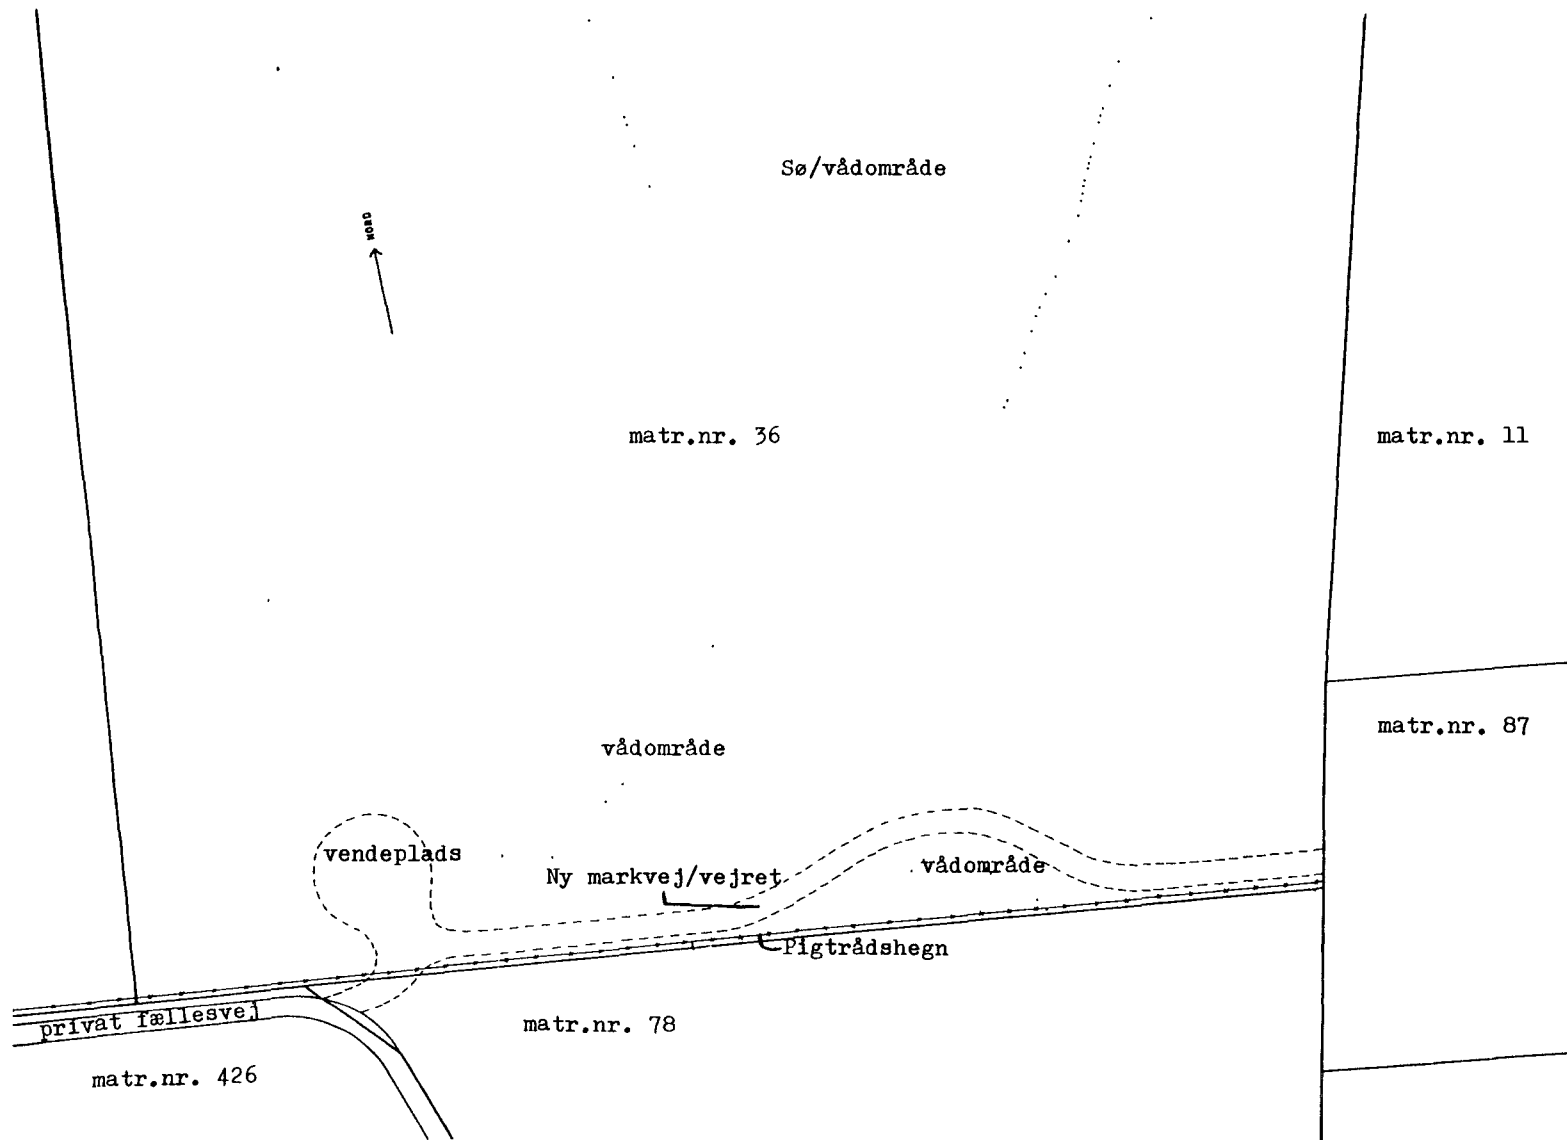 Sø/vådområde
NORD
matr.nr. 36
matr.nr. 11
matr.nr. 87
vådområde
vendeplads
Ny markvej/vejret
vådområde
Pigtrådshegn
privat fællesvej
matr.nr. 78
matr.nr. 426